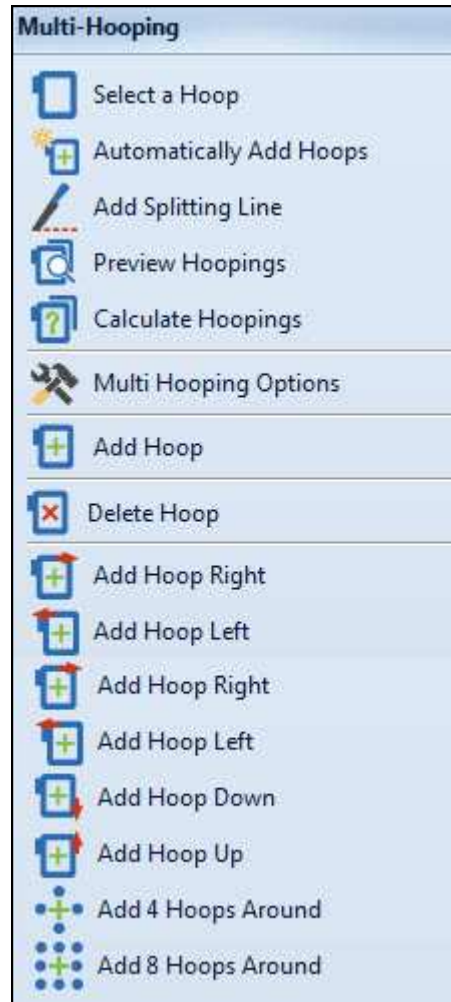 Multi-Hooping
Select a Hoop
Automatically Add Hoops
Add Splitting Line
Preview Hoopings
Calculate Hoopings
Multi Hooping Options
Add Hoop
Delete Hoop
Add Hoop Right
Add Hoop Left
Add Hoop Right
Add Hoop Left
Add Hoop Down
Add Hoop Up
Add 4 Hoops Around
Add 8 Hoops Around